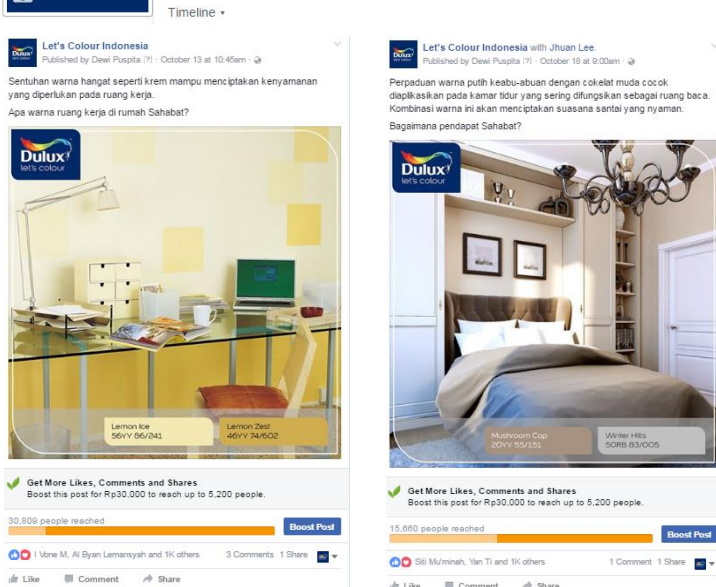 Timeline
Let's Colour Indonesia
Published by Dewi Puspita [?] · October 13 at 10:45am ·
Sentuhan warna hangat seperti krem mampu menciptakan kenyamanan
yang diperlukan pada ruang kerja.
Apa warna ruang kerja di rumah Sahabat?
Dulux
let's colour
Lemon Ice
56YY 86/241
Lemon Zest
46YY 74/602
Get More Likes, Comments and Shares
Boost this post for Rp30,000 to reach up to 5,200 people.
30,809 people reached
Boost Post
I Vone M, Al Byan Lemansyah and 1K others
3 Comments 1 Share
Like Comment Share
Let's Colour Indonesia with Jhuan Lee.
Published by Dewi Puspita [?] · October 18 at 9:00am ·
Perpaduan warna putih keabu-abuan dengan cokelat muda cocok
diaplikasikan pada kamar tidur yang sering difungsikan sebagai ruang baca.
Kombinasi warna ini akan menciptakan suasana santai yang nyaman.
Bagaimana pendapat Sahabat?
Dulux
let's colour
Mushroom Cap
20YY 55/151
Winter Hills
50RB 83/005
Get More Likes, Comments and Shares
Boost this post for Rp30,000 to reach up to 5,200 people.
15,660 people reached
Boost Post
Siti Mu'minah, Yan Ti and 1K others
1 Comment 1 Share
Like Comment Share